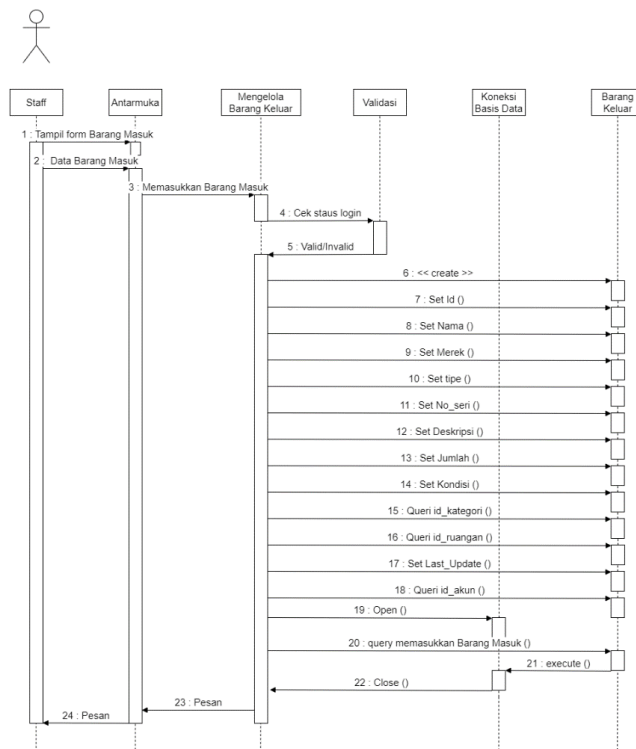 Staff
Antarmuka
Mengelola
Barang Keluar
Validasi
Koneksi
Basis Data
Barang
Keluar
1 : Tampil form Barang Masuk
2 : Data Barang Masuk
3 : Memasukkan Barang Masuk
4 : Cek staus login
5 : Valid/Invalid
6 : << create >>
7 : Set Id ()
8 : Set Nama ()
9 : Set Merek ()
10 : Set tipe ()
11 : Set No_seri ()
12 : Set Deskripsi ()
13 : Set Jumlah ()
14 : Set Kondisi ()
15 : Queri id_kategori ()
16 : Queri id_ruangan ()
17 : Set Last_Update ()
18 : Queri id_akun ()
19 : Open ()
20 : query memasukkan Barang Masuk ()
21 : execute ()
22 : Close ()
23 : Pesan
24 : Pesan